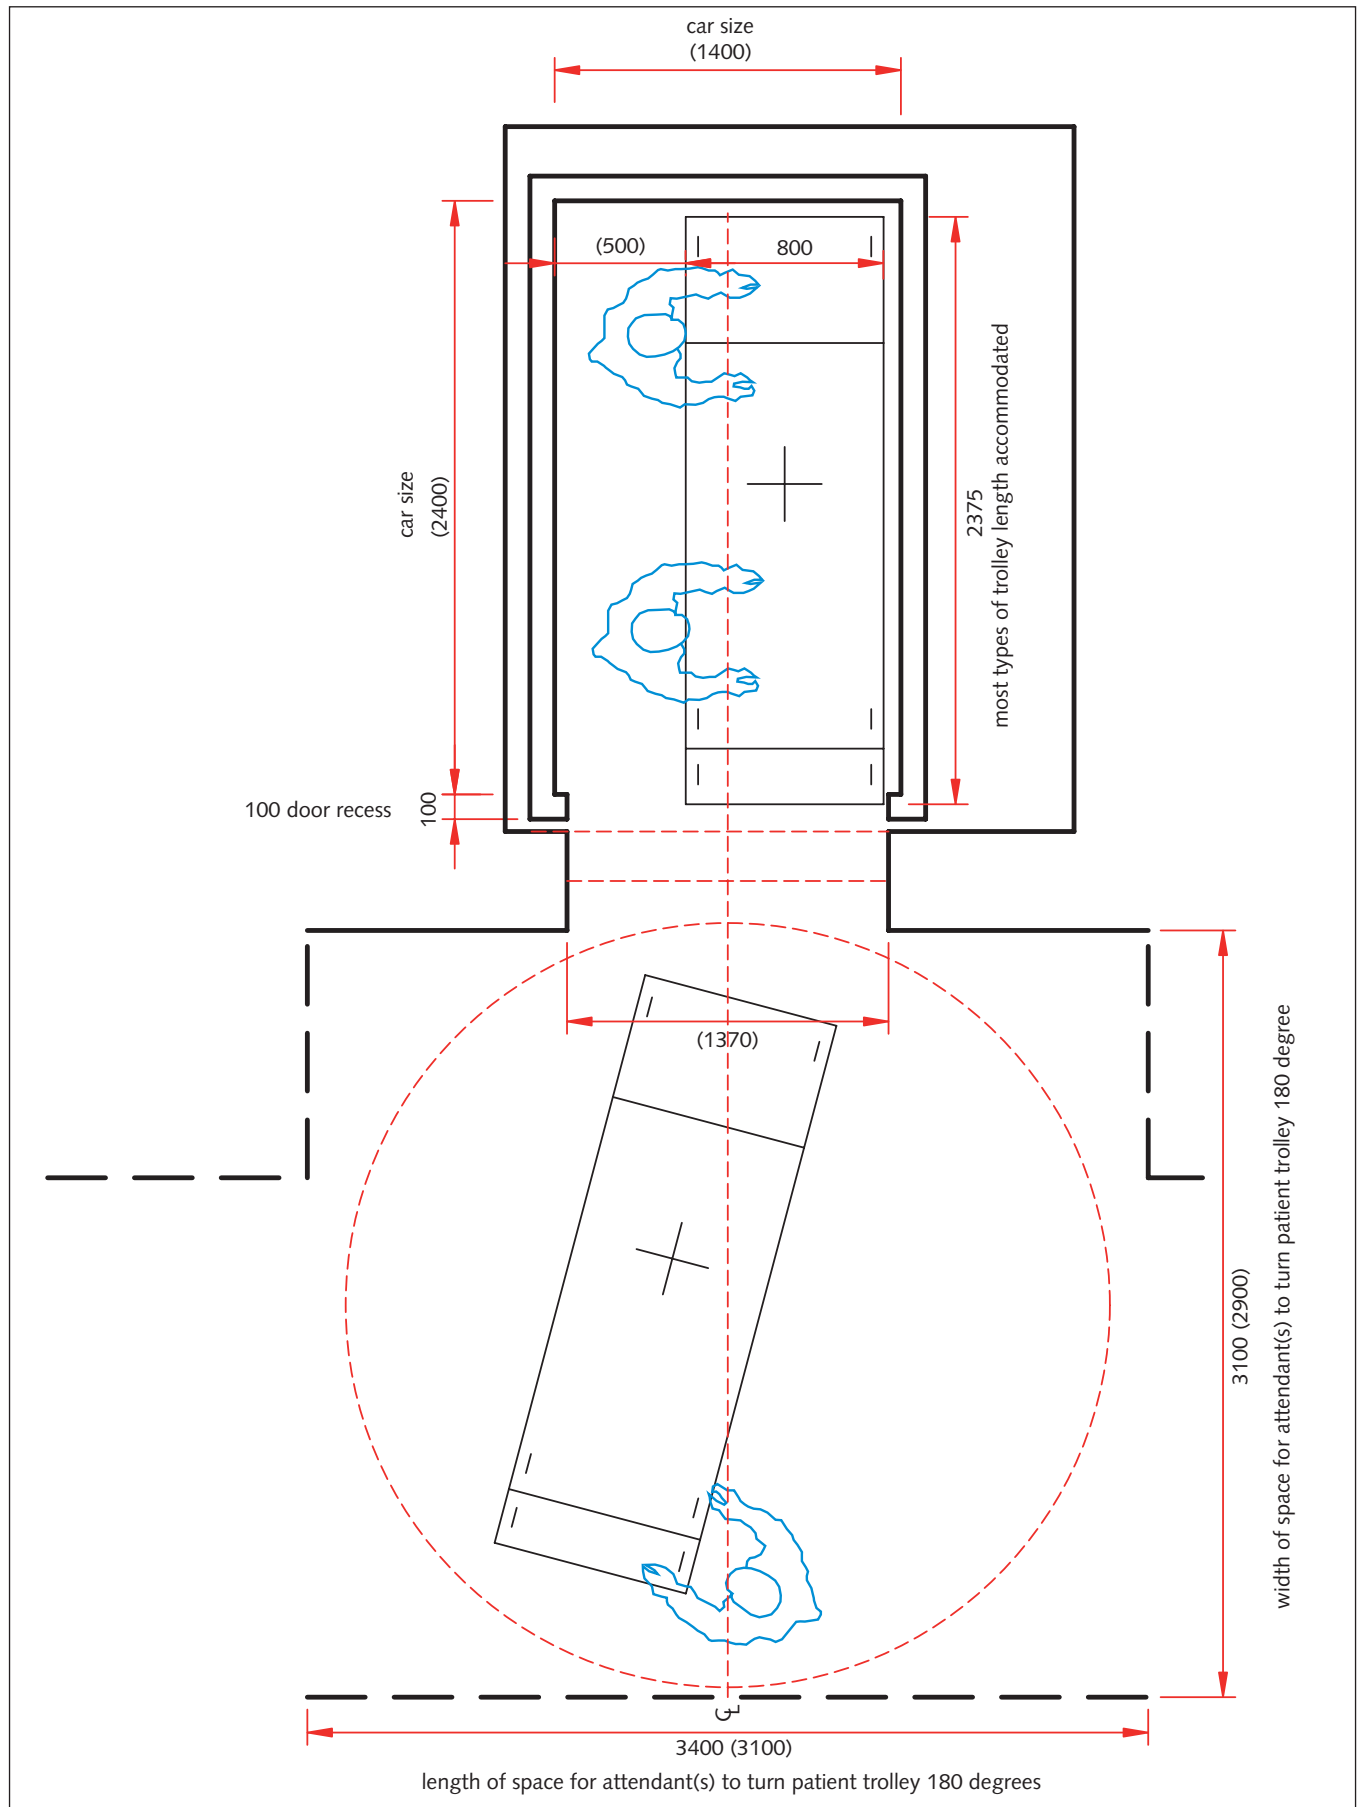 car size
(1400)
(500)
800
car size
(2400)
2375
most types of trolley length accommodated
100 door recess
100
(1370)
3100 (2900)
width of space for attendant(s) to turn patient trolley 180 degree
CL
3400 (3100)
length of space for attendant(s) to turn patient trolley 180 degrees